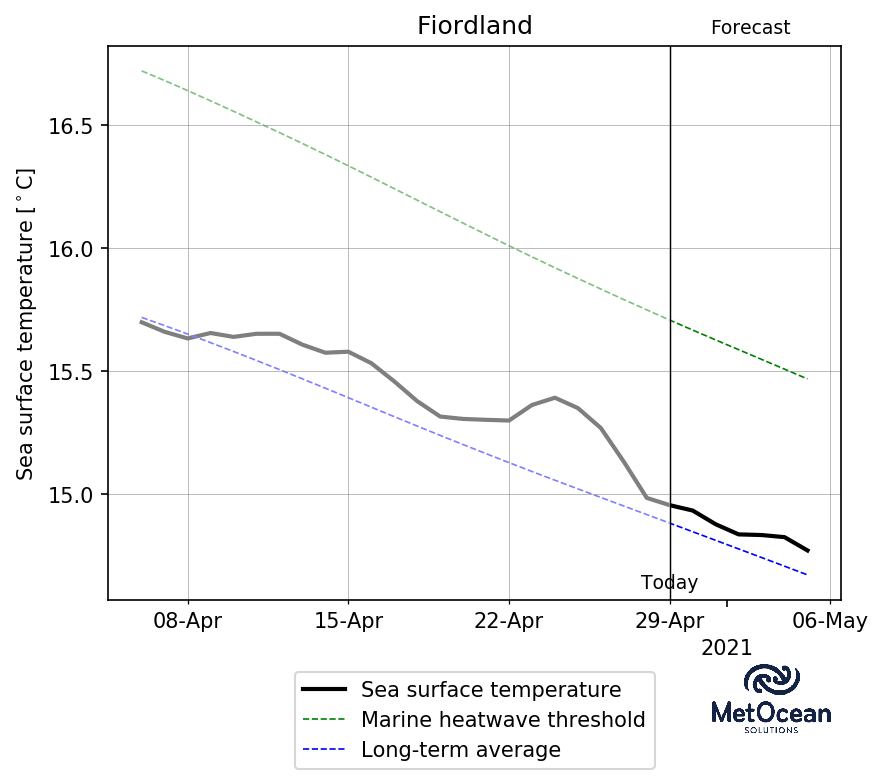 Fiordland
Forecast
Sea surface temperature [°C]
16.5
16.0
15.5
15.0
Today
08-Apr
15-Apr
22-Apr
29-Apr
06-May
2021
Sea surface temperature
Marine heatwave threshold
Long-term average
MetOcean
SOLUTIONS